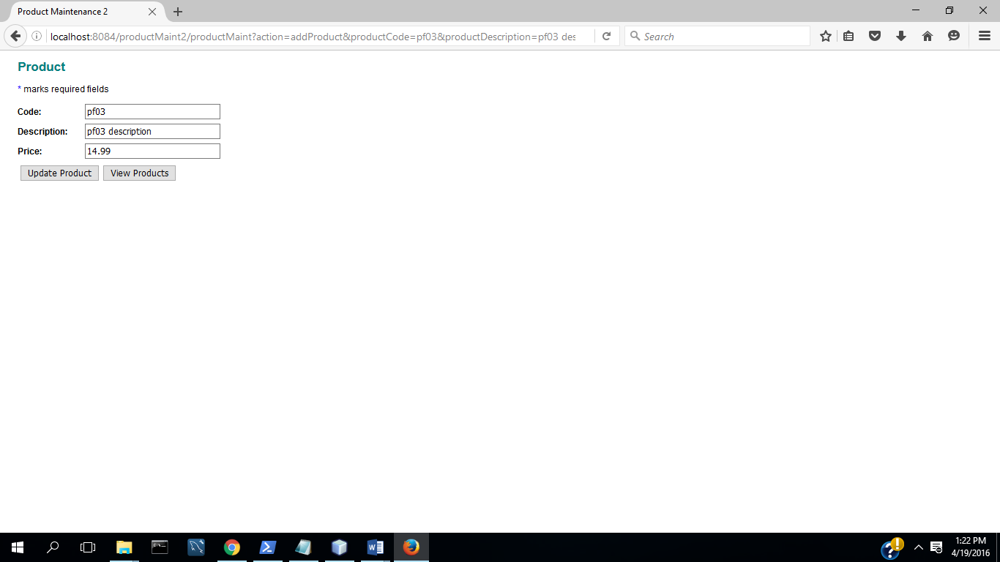 Product Maintenance 2
localhost:8084/productMaint2/productMaint?action=addProduct&productCode=pf03&productDescription=pf03 des
Search
Product
* marks required fields
Code: pf03
Description: pf03 description
Price: 14.99
Update Product View Products
1:22 PM
4/19/2016